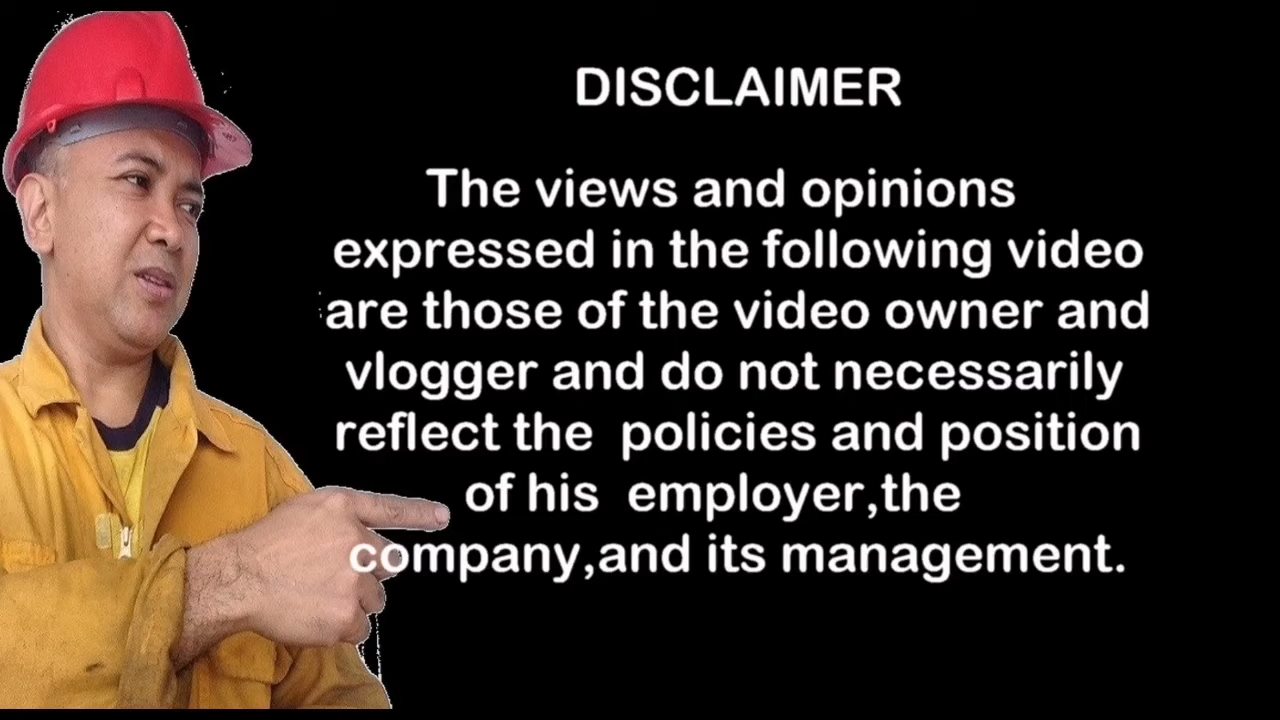 DISCLAIMER
The views and opinions
expressed in the following video
are those of the video owner and
vlogger and do not necessarily
reflect the  policies and position
of his  employer,the
company,and its management.